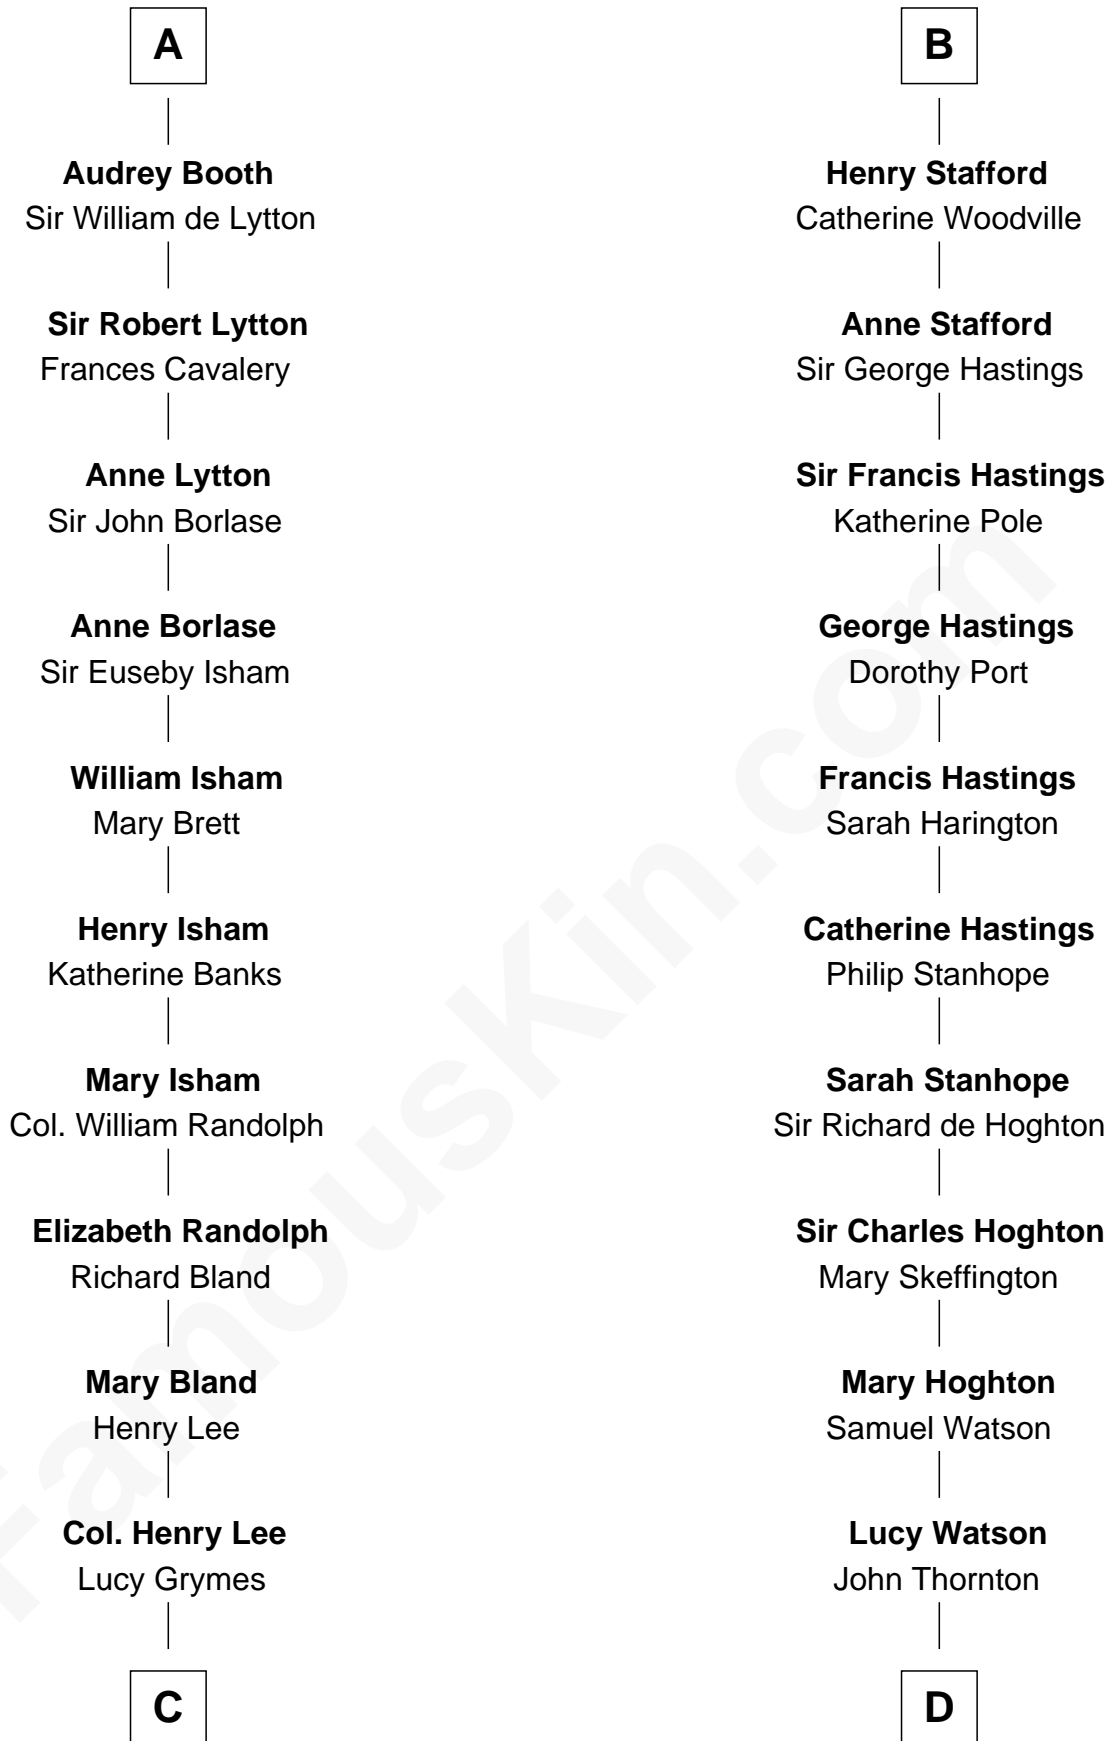 A
Audrey Booth
Sir William de Lytton
Sir Robert Lytton
Frances Cavalery
Anne Lytton
Sir John Borlase
Anne Borlase
Sir Euseby Isham
William Isham
Mary Brett
Henry Isham
Katherine Banks
Mary Isham
Col. William Randolph
Elizabeth Randolph
Richard Bland
Mary Bland
Henry Lee
Col. Henry Lee
Lucy Grymes
C
B
Henry Stafford
Catherine Woodville
Anne Stafford
Sir George Hastings
Sir Francis Hastings
Katherine Pole
George Hastings
Dorothy Port
Francis Hastings
Sarah Harington
Catherine Hastings
Philip Stanhope
Sarah Stanhope
Sir Richard de Hoghton
Sir Charles Hoghton
Mary Skeffington
Mary Hoghton
Samuel Watson
Lucy Watson
John Thornton
D
FamousKin.com